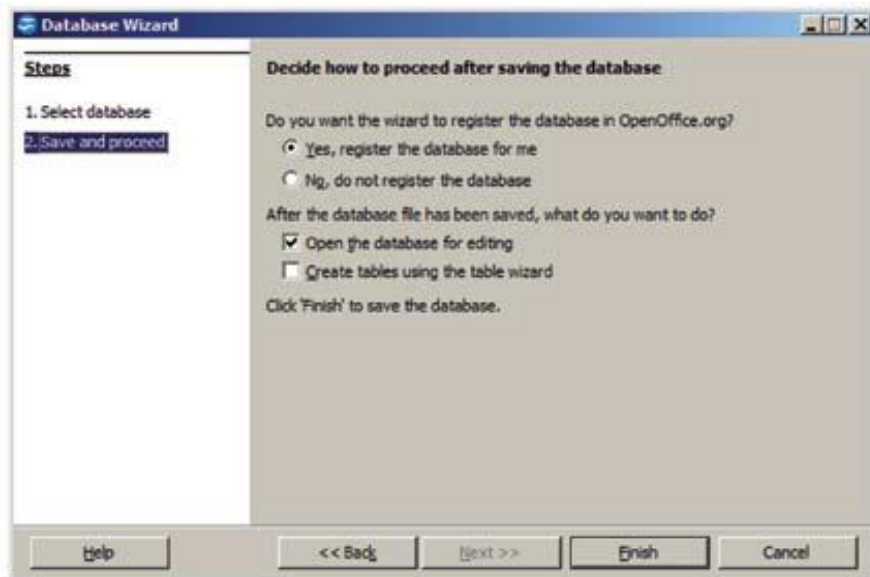 Database Wizard
Steps
1. Select database
2. Save and proceed
Decide how to proceed after saving the database
Do you want the wizard to register the database in OpenOffice.org?
Yes, register the database for me
No, do not register the database
After the database file has been saved, what do you want to do?
Open the database for editing
Create tables using the table wizard
Click 'Finish' to save the database.
Help
<< Back
Next >>
Finish
Cancel